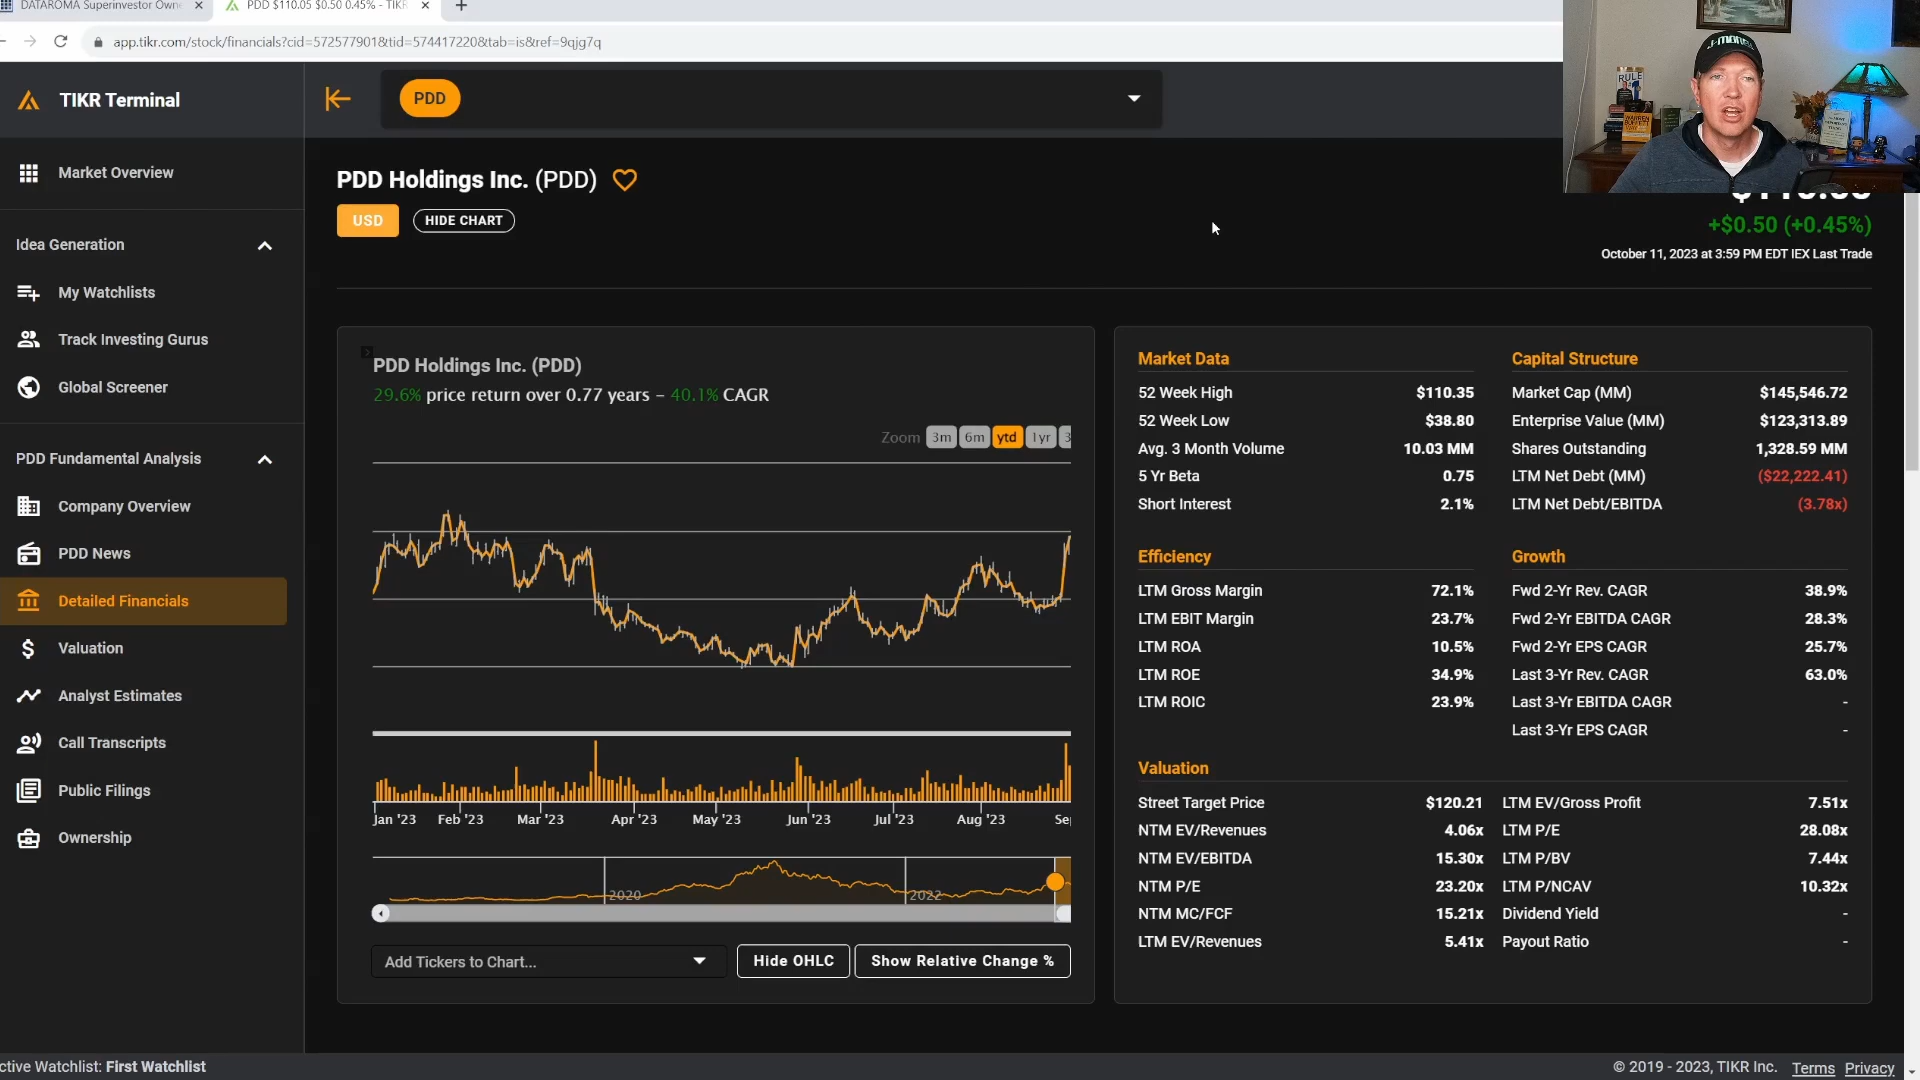 DATAROMA Superinvestor Own
PDD $110.05 $0.50 0.45% - TIKR
app.tikr.com/stock/financials?cid=572577901&tid=574417220&tab=is&ref=9qjg7q
TIKR Terminal
PDD
Market Overview
Idea Generation
My Watchlists
Track Investing Gurus
Global Screener
PDD Fundamental Analysis
Company Overview
PDD News
Detailed Financials
Valuation
Analyst Estimates
Call Transcripts
Public Filings
Ownership
PDD Holdings Inc. (PDD)
USD
HIDE CHART
RULE
WARREN BUFFETT
+$0.50 (+0.45%)
October 11, 2023 at 3:59 PM EDT IEX Last Trade
PDD Holdings Inc. (PDD)
29.6% price return over 0.77 years – 40.1% CAGR
Zoom 3m 6m ytd 1yr 3
Jan '23 Feb '23 Mar '23 Apr '23 May '23 Jun '23 Jul '23 Aug '23 Sep
2020 2022
Add Tickers to Chart...
Hide OHLC
Show Relative Change %
Market Data
52 Week High $110.35
52 Week Low $38.80
Avg. 3 Month Volume 10.03 MM
5 Yr Beta 0.75
Short Interest 2.1%
Capital Structure
Market Cap (MM) $145,546.72
Enterprise Value (MM) $123,313.89
Shares Outstanding 1,328.59 MM
LTM Net Debt (MM) ($22,222.41)
LTM Net Debt/EBITDA (3.78x)
Efficiency
LTM Gross Margin 72.1%
LTM EBIT Margin 23.7%
LTM ROA 10.5%
LTM ROE 34.9%
LTM ROIC 23.9%
Growth
Fwd 2-Yr Rev. CAGR 38.9%
Fwd 2-Yr EBITDA CAGR 28.3%
Fwd 2-Yr EPS CAGR 25.7%
Last 3-Yr Rev. CAGR 63.0%
Last 3-Yr EBITDA CAGR -
Last 3-Yr EPS CAGR -
Valuation
Street Target Price $120.21
NTM EV/Revenues 4.06x
NTM EV/EBITDA 15.30x
NTM P/E 23.20x
NTM MC/FCF 15.21x
LTM EV/Revenues 5.41x
LTM EV/Gross Profit 7.51x
LTM P/E 28.08x
LTM P/BV 7.44x
LTM P/NCAV 10.32x
Dividend Yield -
Payout Ratio -
ctive Watchlist: First Watchlist
© 2019 - 2023, TIKR Inc. Terms Privacy